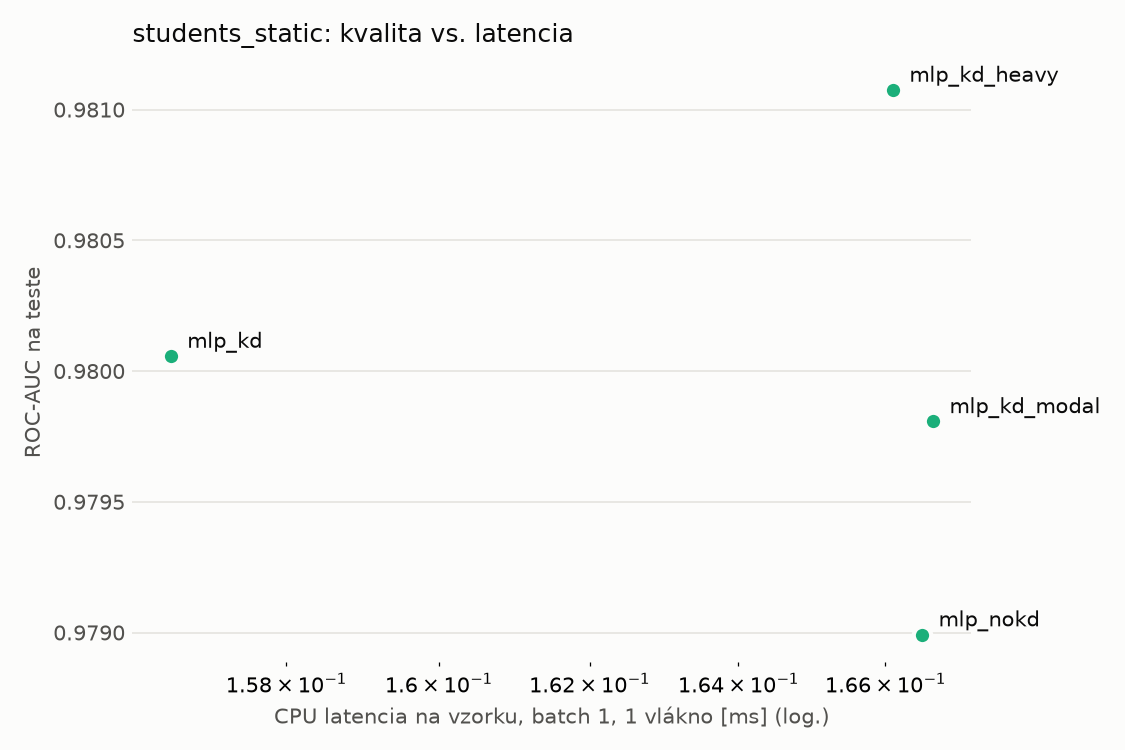 students_static: kvalita vs. latencia
mlp_kd_heavy
0.9810
0.9805
mlp_kd
0.9800
mlp_kd_modal
0.9795
mlp_nokd
0.9790
ROC-AUC na teste
1.58 × 10⁻¹ 1.6 × 10⁻¹ 1.62 × 10⁻¹ 1.64 × 10⁻¹ 1.66 × 10⁻¹
CPU latencia na vzorku, batch 1, 1 vlákno [ms] (log.)